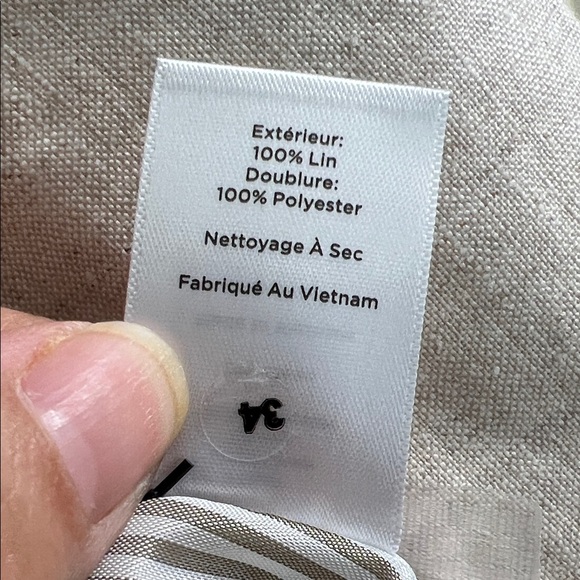 Extérieur:
100% Lin
Doublure:
100% Polyester
Nettoyage À Sec
Fabriqué Au Vietnam
34